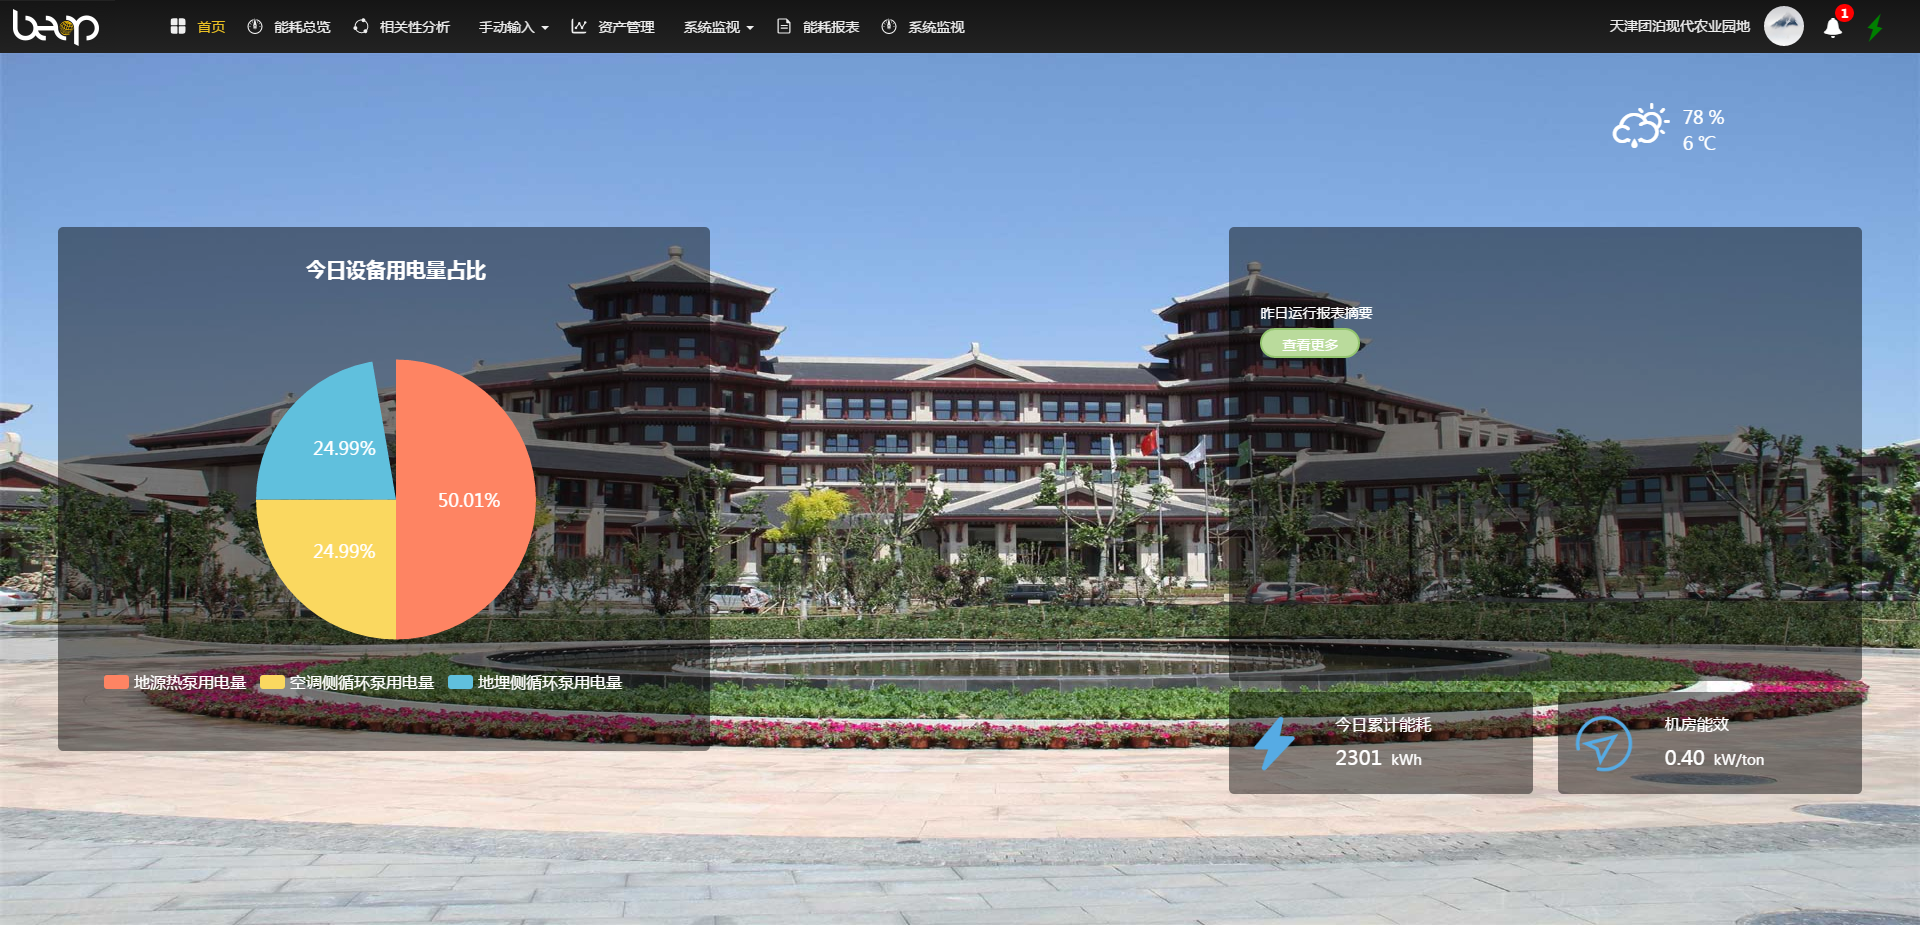 beop
首页 能耗总览 相关性分析 手动输入 资产管理 系统监视 能耗报表 系统监视 天津团泊现代农业园地 1
78 %
6 ℃
今日设备用电量占比
昨日运行报表摘要
查看更多
24.99%
50.01%
24.99%
地源热泵用电量 空调侧循环泵用电量 地埋侧循环泵用电量
今日累计能耗
2301 kWh
机房能效
0.40 kW/ton